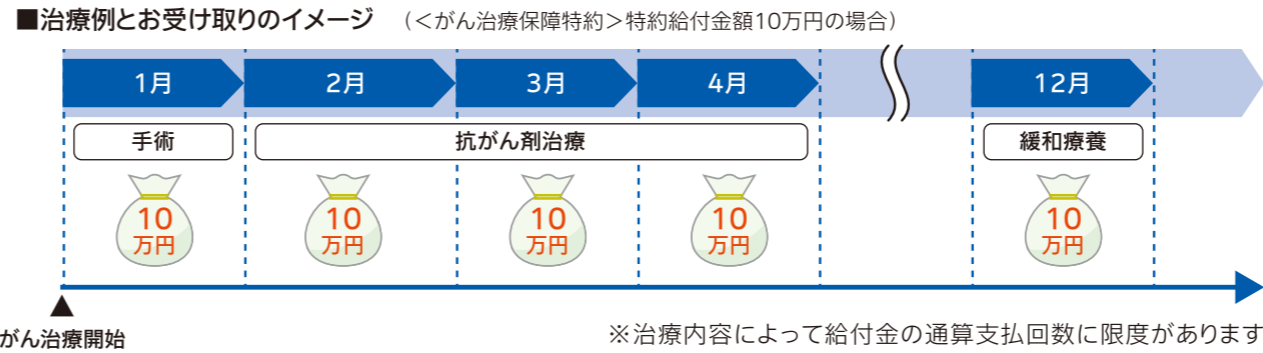 ■治療例とお受け取りのイメージ （＜がん治療保障特約＞特約給付金額10万円の場合）
1月 2月 3月 4月 12月
手術 抗がん剤治療 緩和療養
10 10 10 10 10
万円 万円 万円 万円 万円
▲
がん治療開始
※治療内容によって給付金の通算支払回数に限度があります